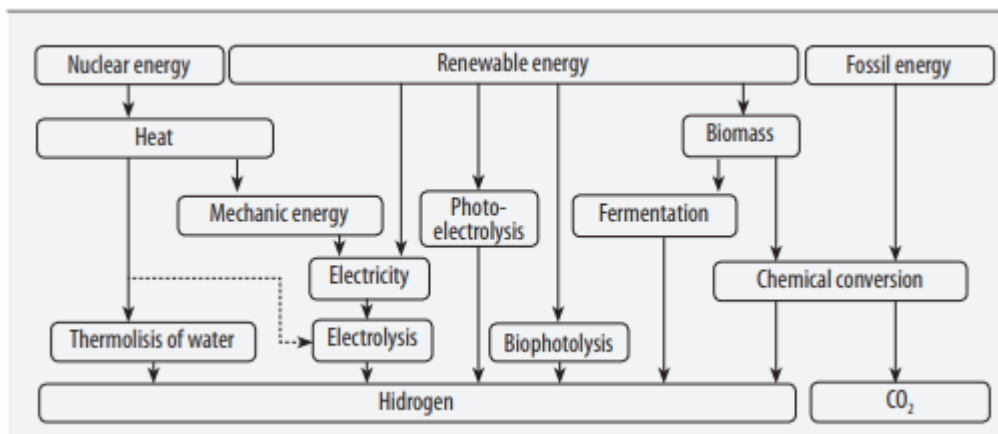 Nuclear energy
Renewable energy
Fossil energy
Heat
Biomass
Mechanic energy
Photo-
electrolysis
Fermentation
Electricity
Chemical conversion
Thermolisis of water
Electrolysis
Biophotolysis
Hidrogen
CO₂